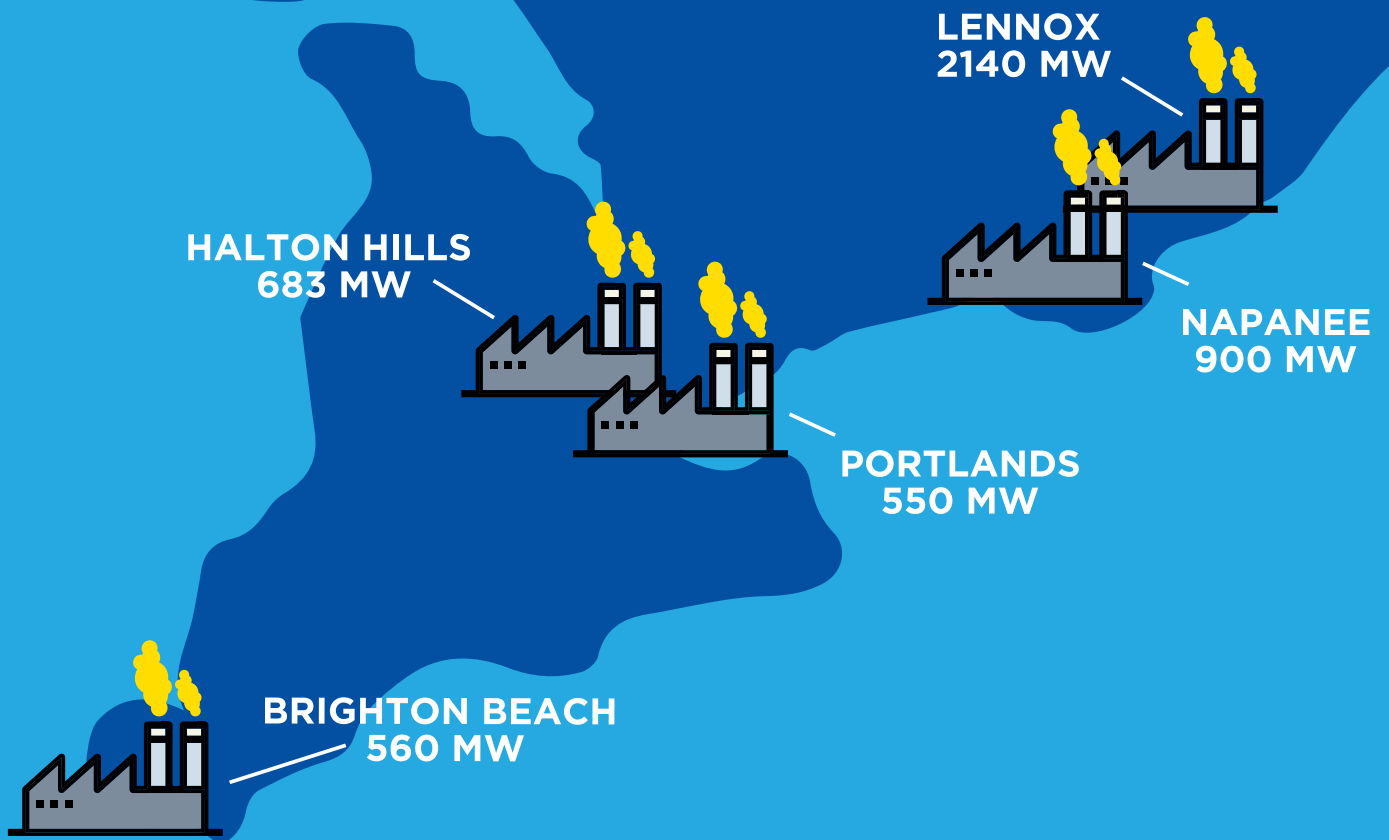 LENNOX
2140 MW
HALTON HILLS
683 MW
NAPANEE
900 MW
PORTLANDS
550 MW
BRIGHTON BEACH
560 MW